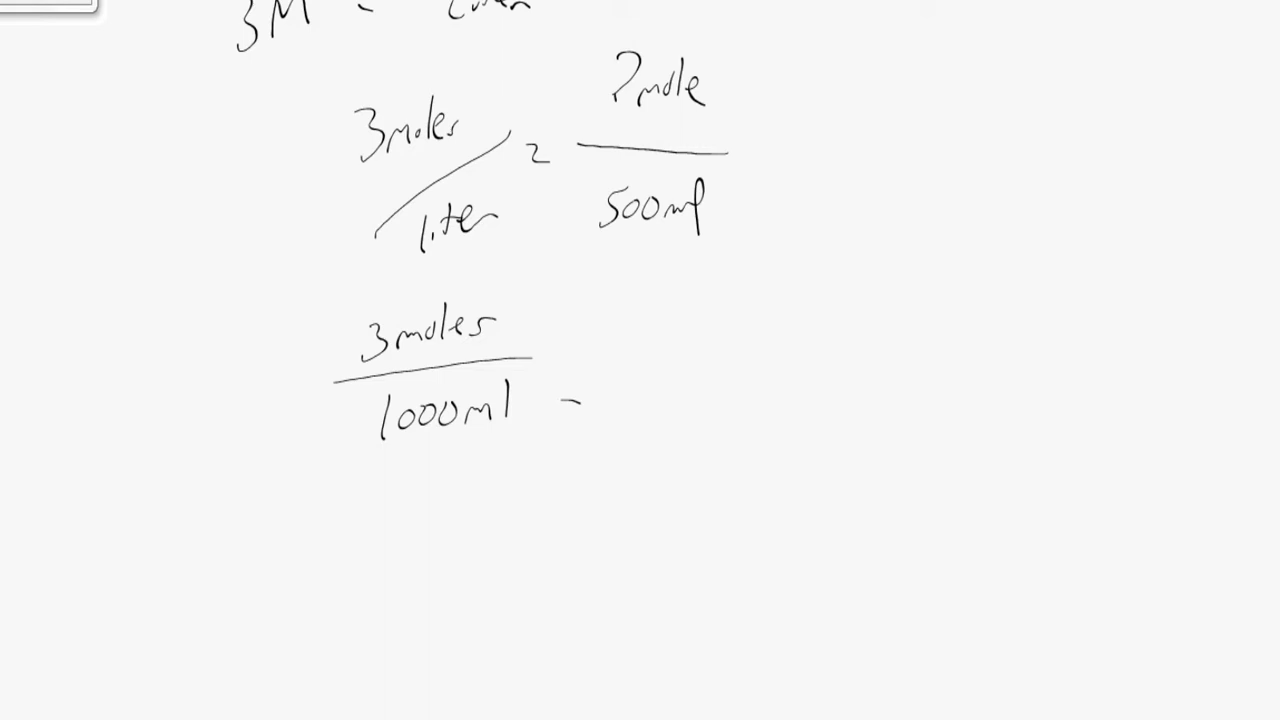 3M =
3moles / liter = ?mole / 500ml
3moles / 1000ml -